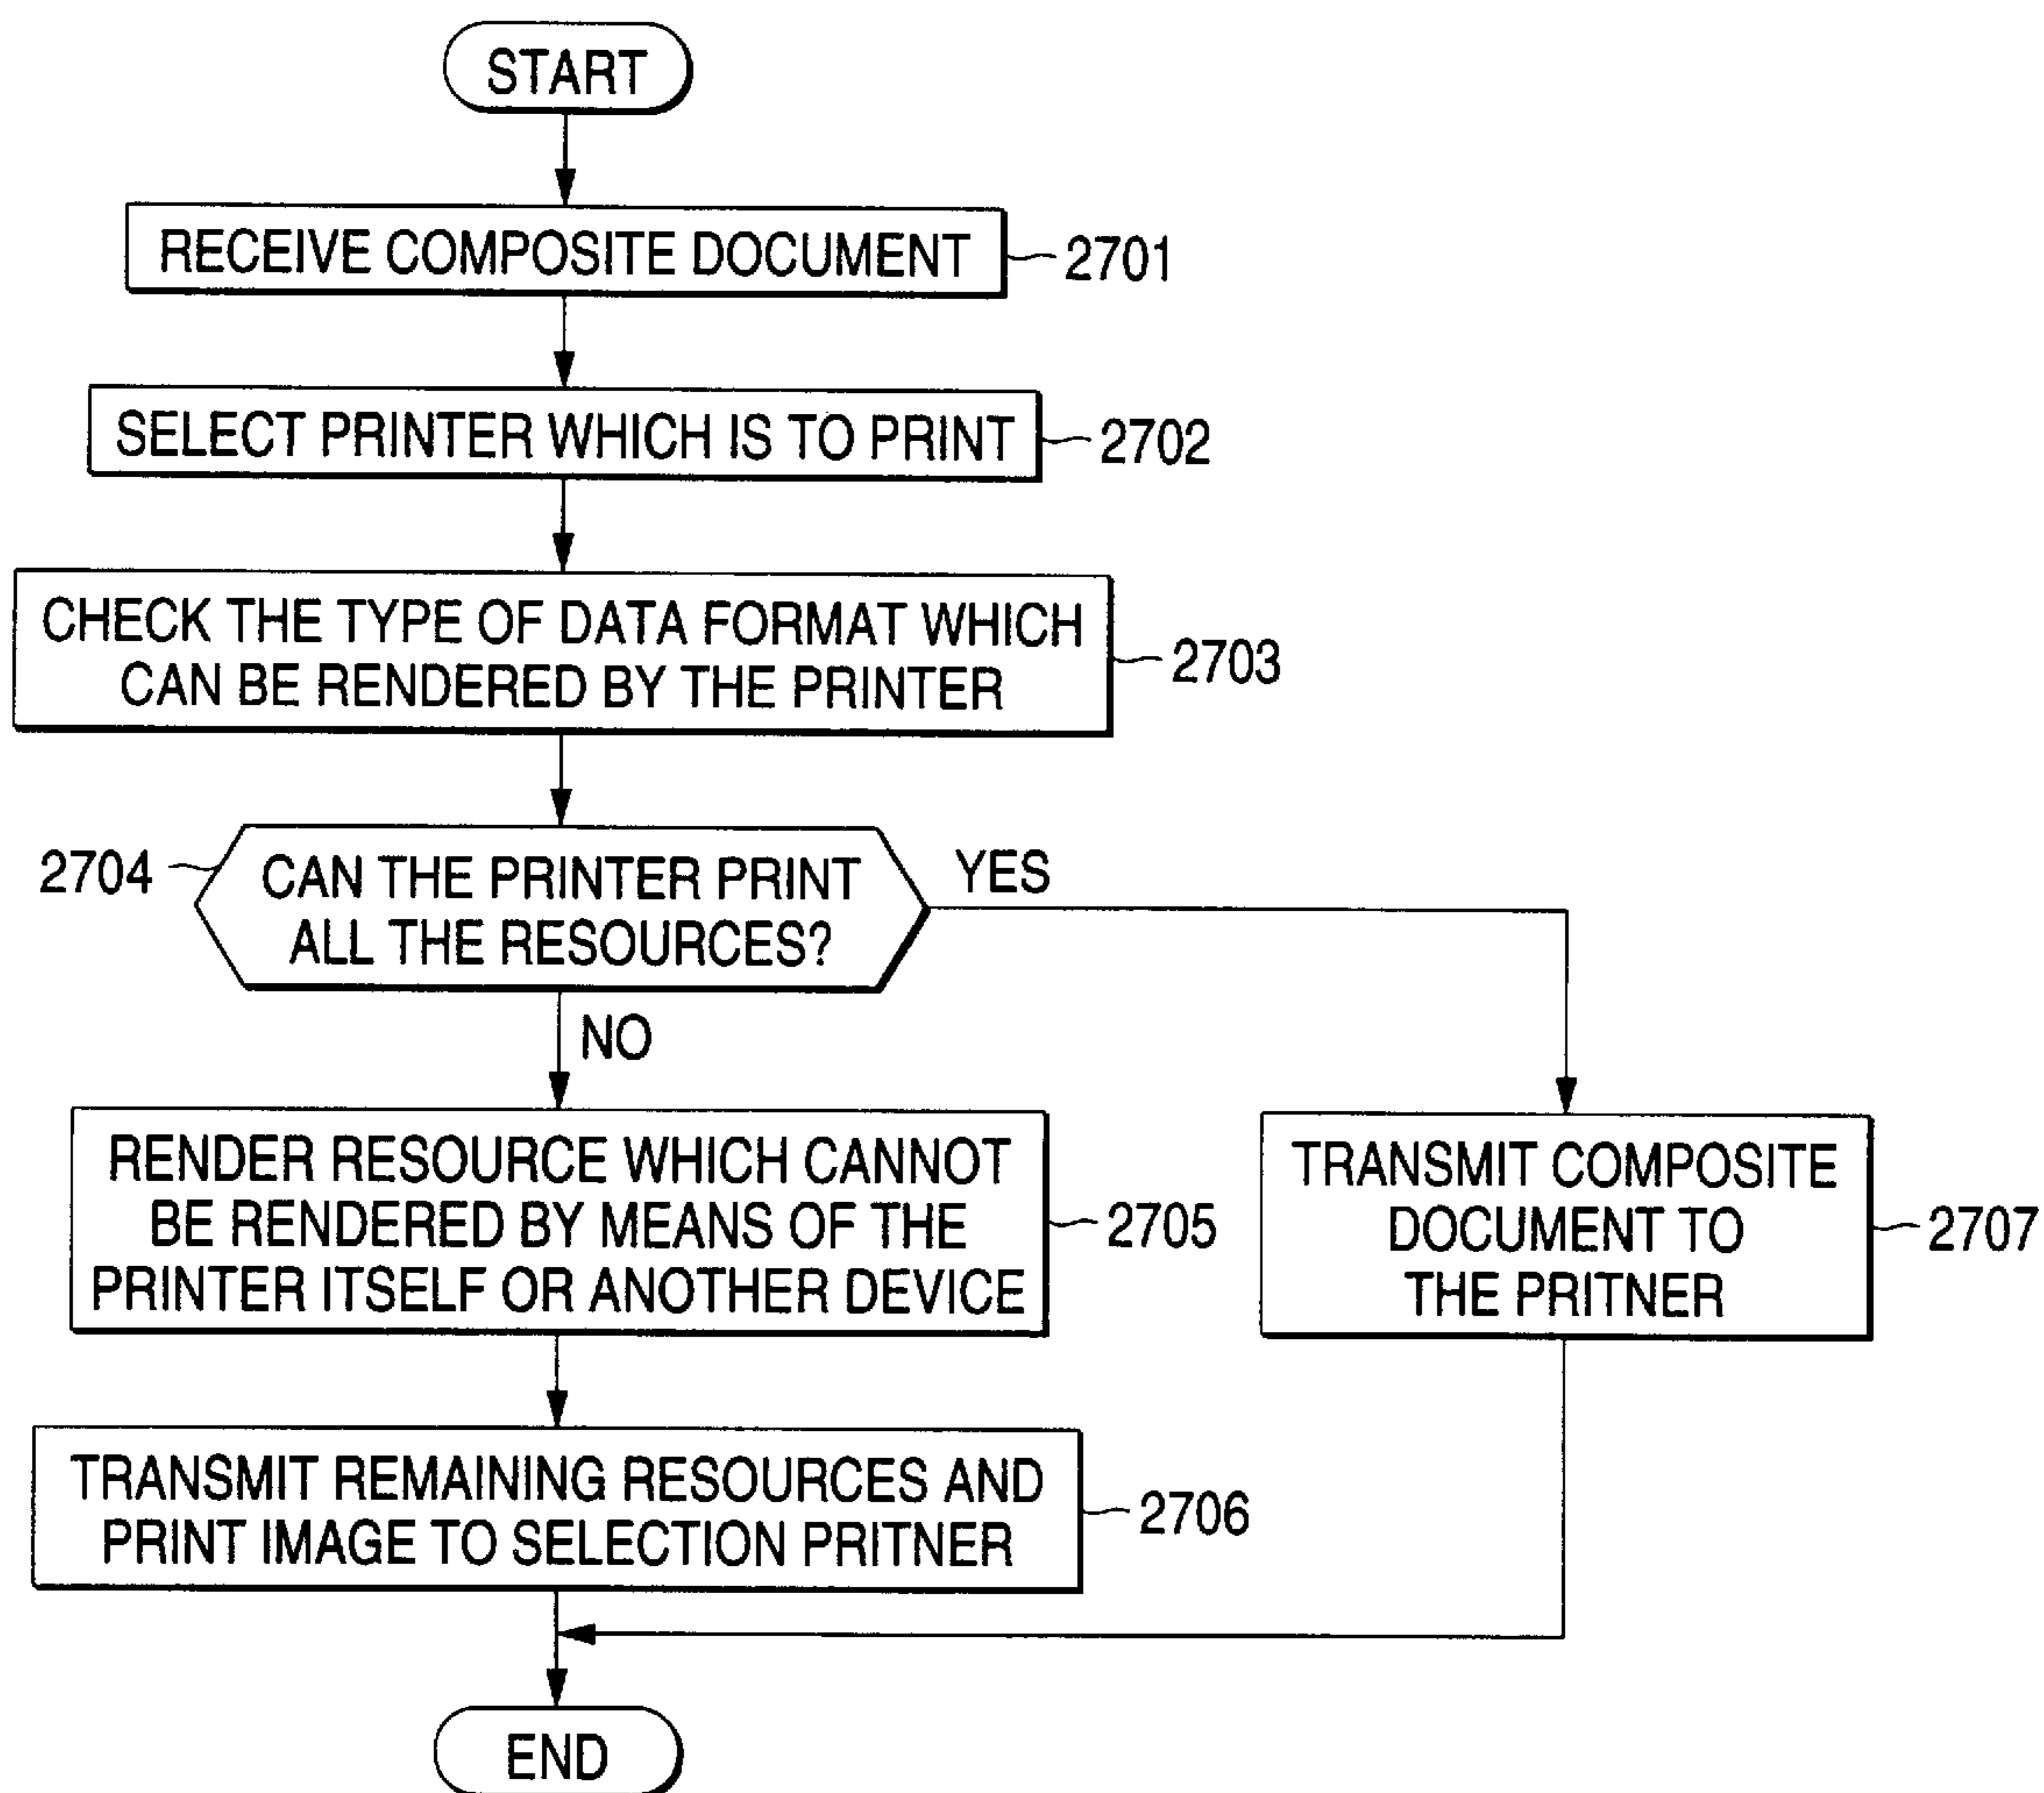 START
RECEIVE COMPOSITE DOCUMENT
2701
SELECT PRINTER WHICH IS TO PRINT
2702
CHECK THE TYPE OF DATA FORMAT WHICH
CAN BE RENDERED BY THE PRINTER
2703
2704
CAN THE PRINTER PRINT
ALL THE RESOURCES?
YES
NO
RENDER RESOURCE WHICH CANNOT
BE RENDERED BY MEANS OF THE
PRINTER ITSELF OR ANOTHER DEVICE
2705
TRANSMIT COMPOSITE
DOCUMENT TO
THE PRITNER
2707
TRANSMIT REMAINING RESOURCES AND
PRINT IMAGE TO SELECTION PRITNER
2706
END